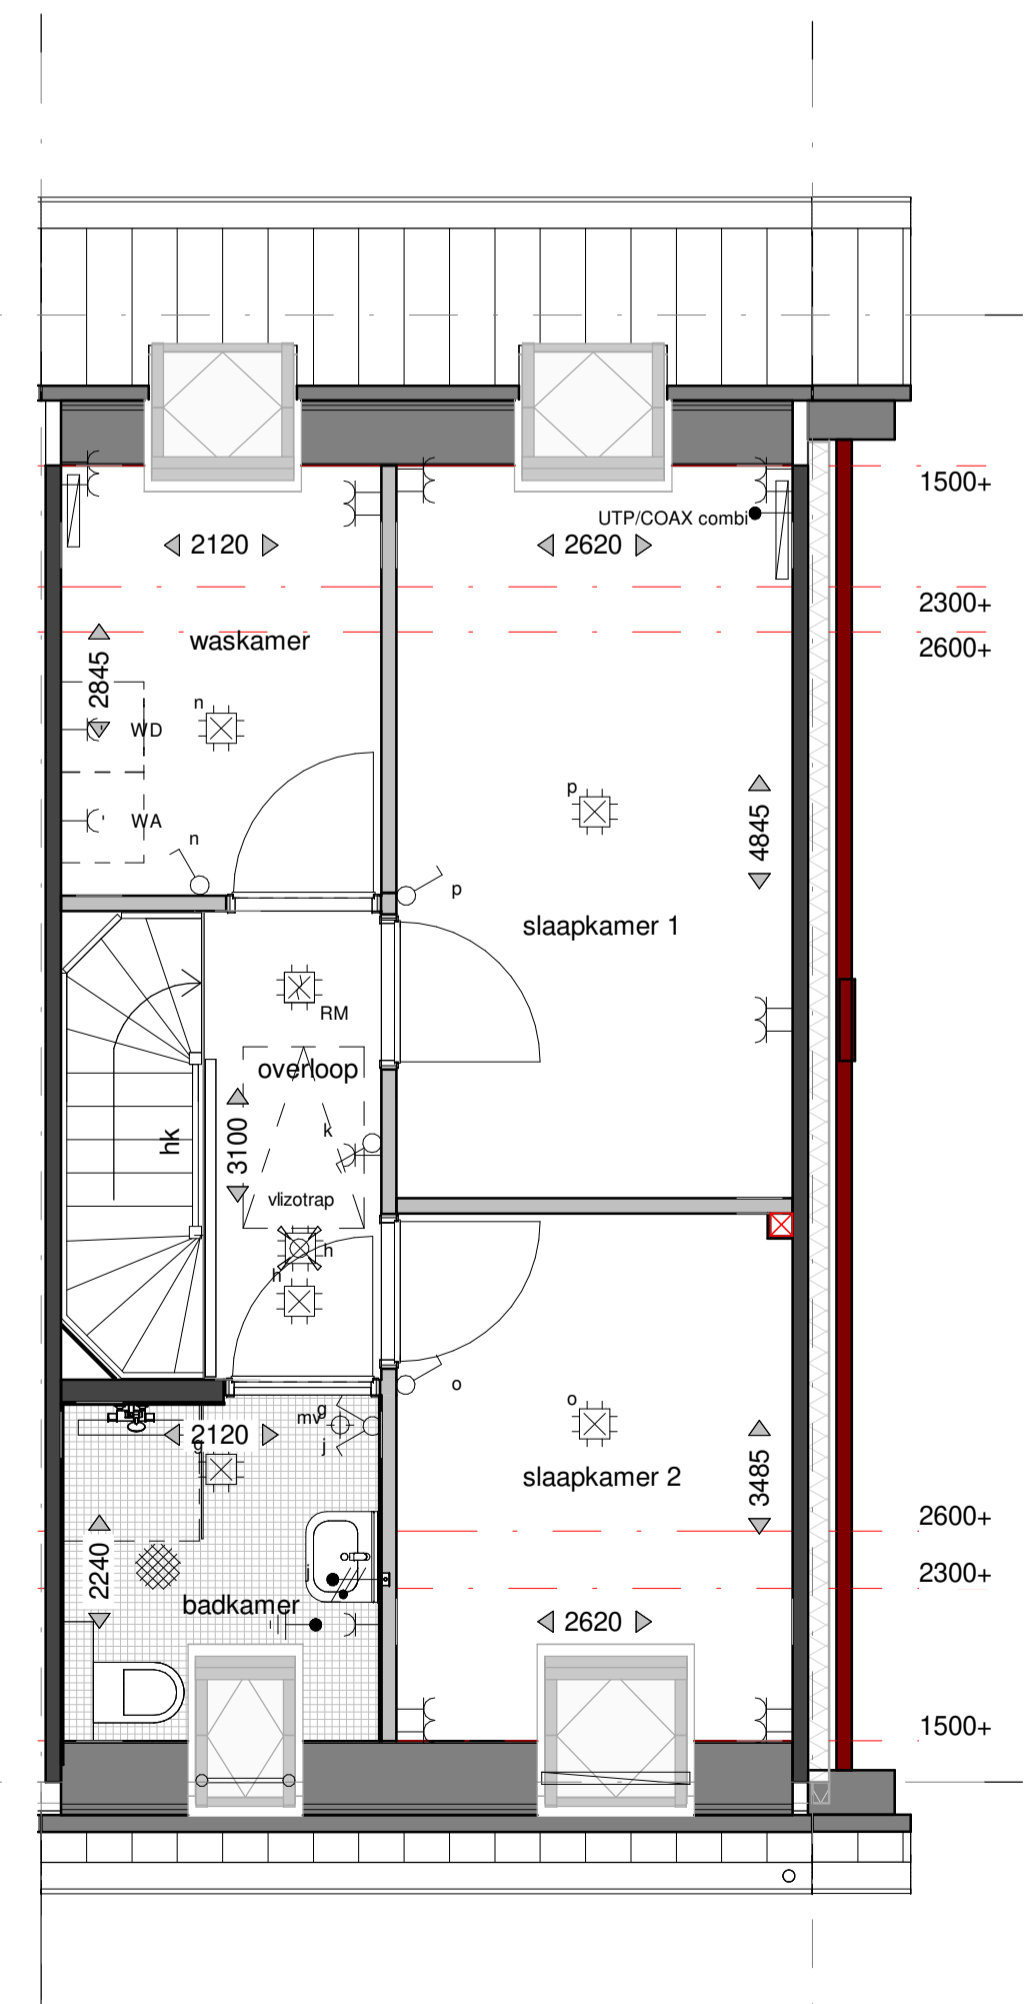 1500+
UTP/COAX combi
2120
2620
2300+
waskamer
2600+
2845
n
WD
p
4845
WA
n
p
slaapkamer 1
RM
overloop
k
3100
hk
vlizotrap
h
h
o
o
g
mv
2120
j
g
slaapkamer 2
3485
2600+
2240
2300+
j
badkamer
2620
1500+